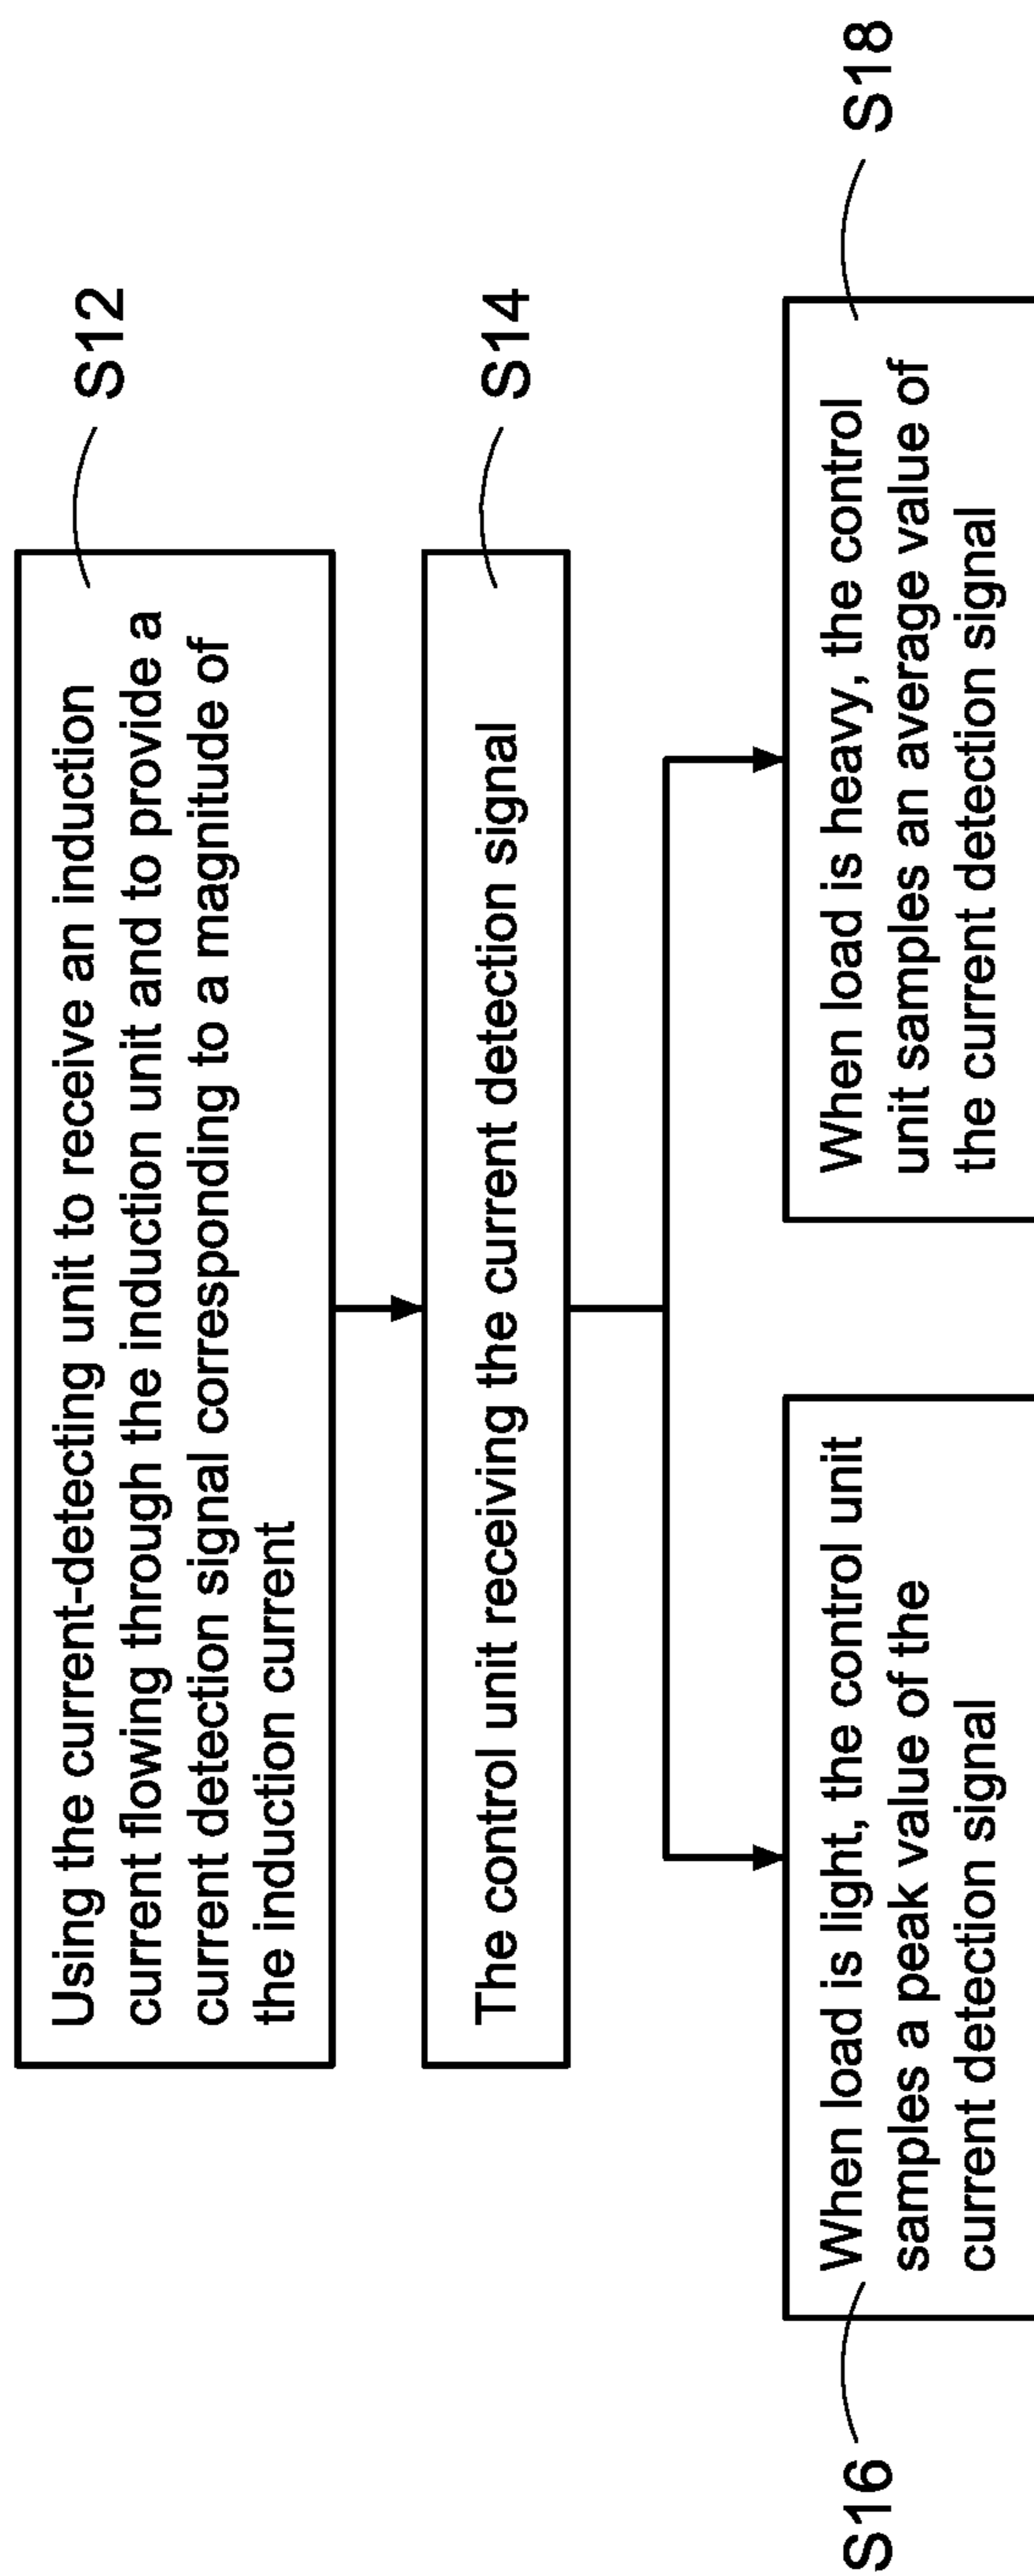 Using the current-detecting unit to receive an induction
current flowing through the induction unit and to provide a
current detection signal corresponding to a magnitude of
the induction current
S12
The control unit receiving the current detection signal
S14
When load is light, the control unit
samples a peak value of the
current detection signal
S16
When load is heavy, the control
unit samples an average value of
the current detection signal
S18